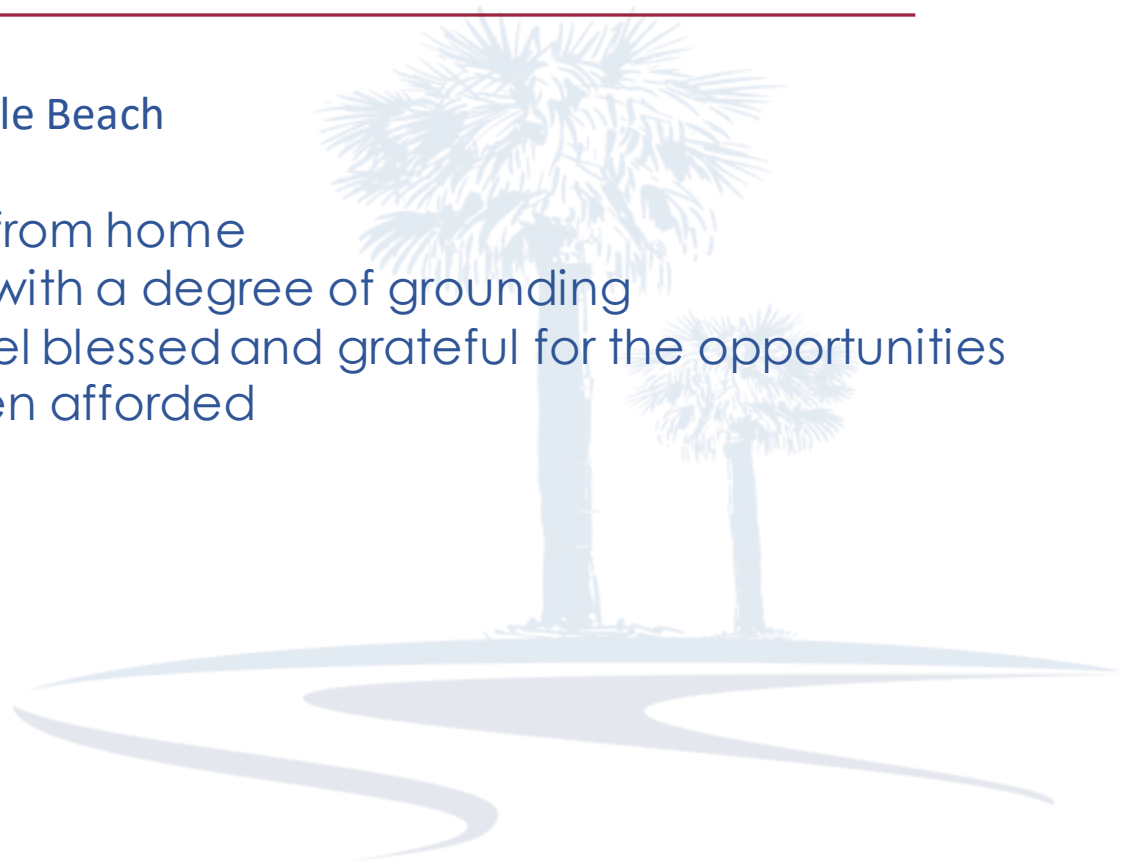 le Beach
from home
with a degree of grounding
el blessed and grateful for the opportunities
en afforded